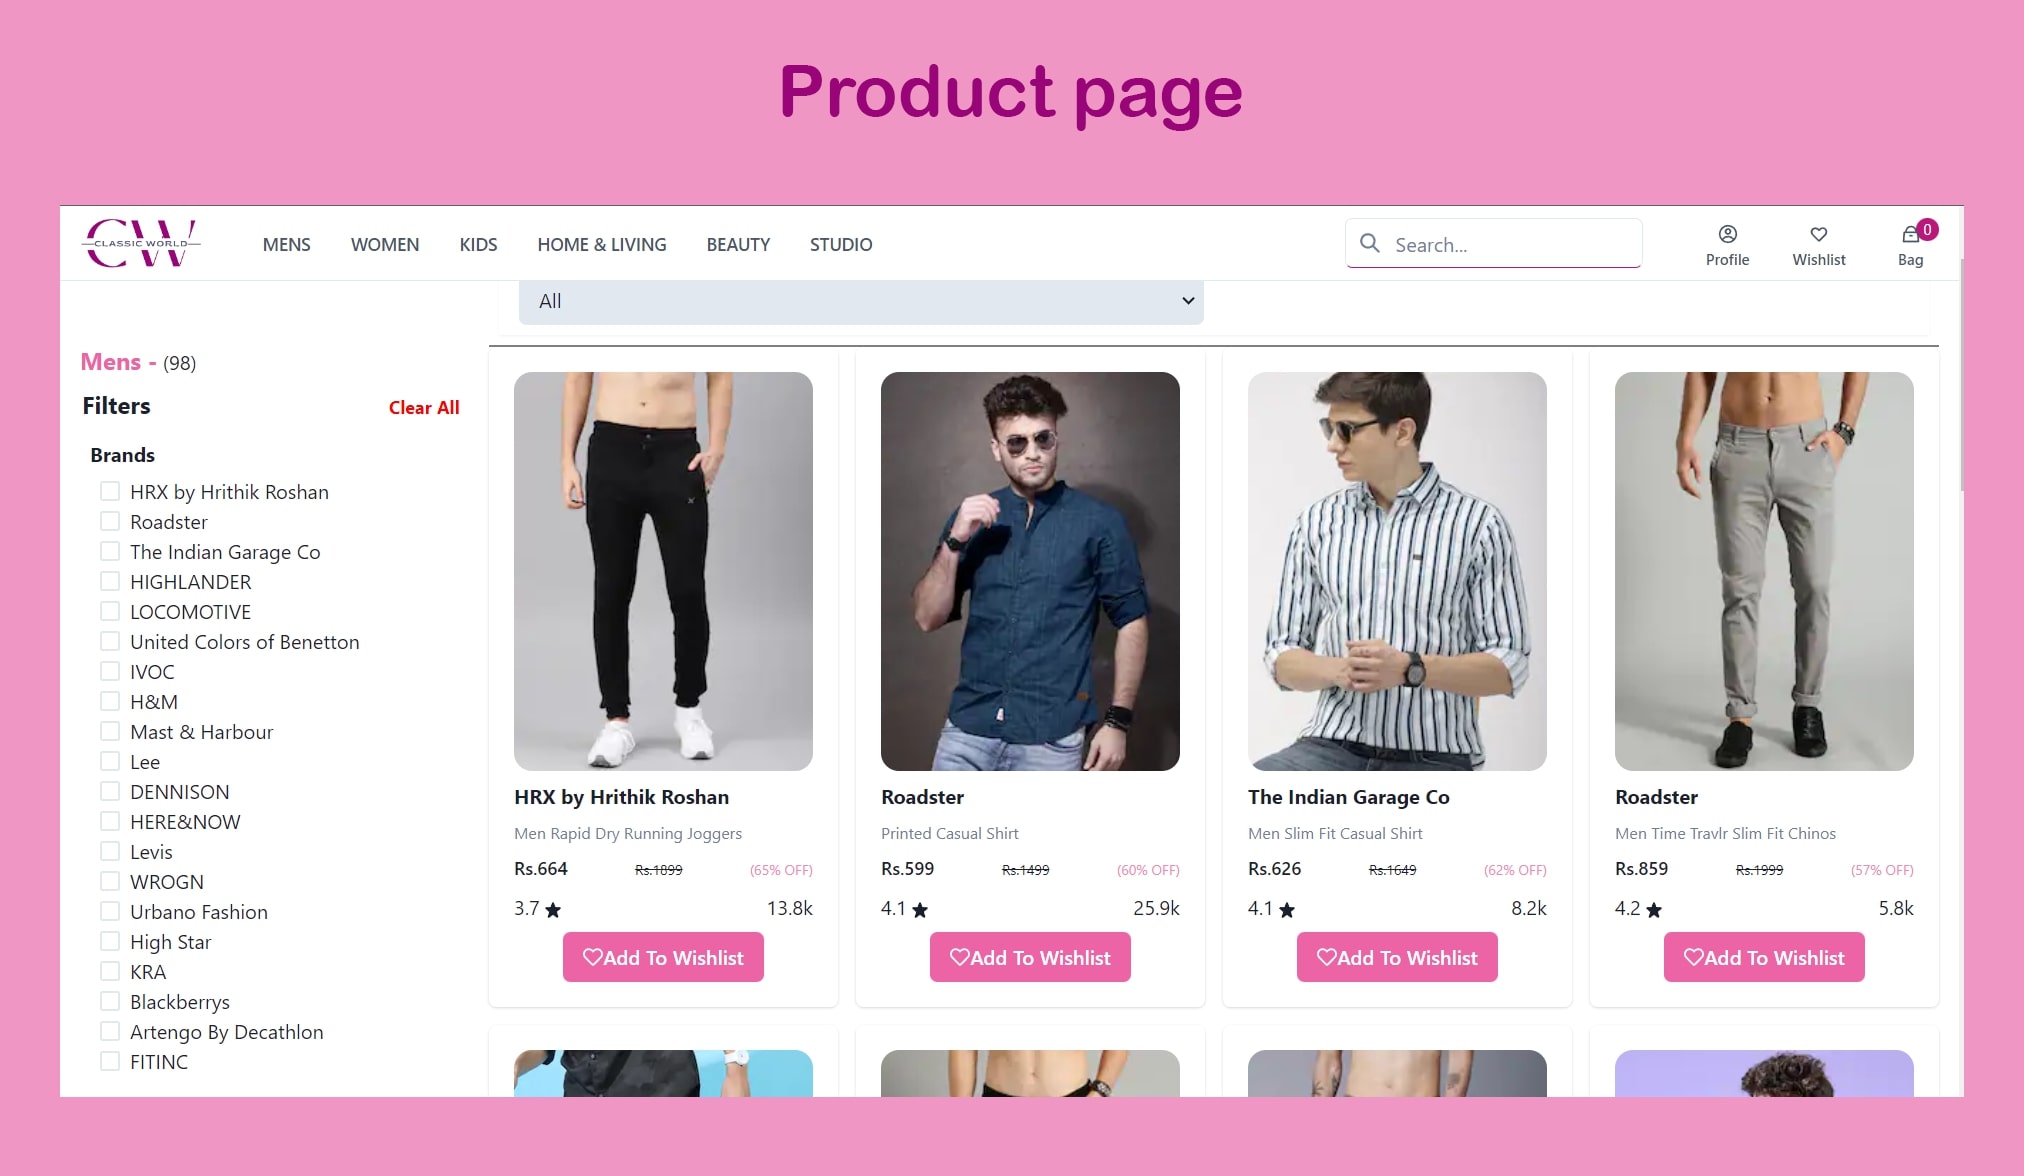 Product page
CW
CLASSIC WORLD
MENS WOMEN KIDS HOME & LIVING BEAUTY STUDIO
Search...
Profile
Wishlist
0
Bag
All
Mens - (98)
Filters
Clear All
Brands
HRX by Hrithik Roshan
Roadster
The Indian Garage Co
HIGHLANDER
LOCOMOTIVE
United Colors of Benetton
IVOC
H&M
Mast & Harbour
Lee
DENNISON
HERE&NOW
Levis
WROGN
Urbano Fashion
High Star
KRA
Blackberrys
Artengo By Decathlon
FITINC
HRX by Hrithik Roshan
Men Rapid Dry Running Joggers
Rs.664 Rs.1899 (65% OFF)
3.7 ★ 13.8k
Add To Wishlist
Roadster
Printed Casual Shirt
Rs.599 Rs.1499 (60% OFF)
4.1 ★ 25.9k
Add To Wishlist
The Indian Garage Co
Men Slim Fit Casual Shirt
Rs.626 Rs.1649 (62% OFF)
4.1 ★ 8.2k
Add To Wishlist
Roadster
Men Time Travlr Slim Fit Chinos
Rs.859 Rs.1999 (57% OFF)
4.2 ★ 5.8k
Add To Wishlist